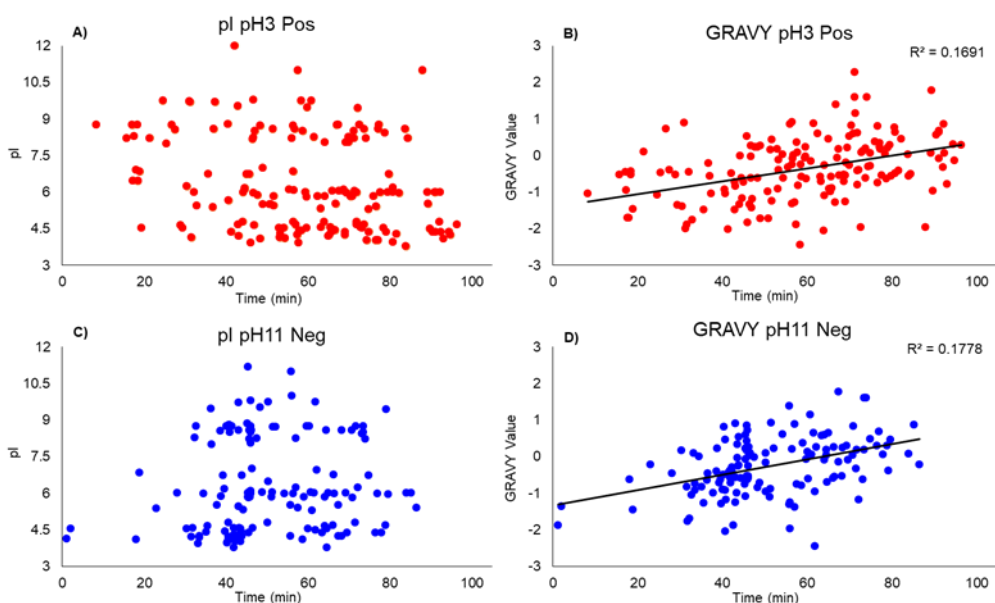 A)
pI pH3 Pos
12
10.5
9
7.5
6
4.5
3
pI
0
20
40
60
80
100
Time (min)
B)
GRAVY pH3 Pos
R² = 0.1691
3
2
1
0
-1
-2
-3
GRAVY Value
0
20
40
60
80
100
Time (min)
C)
pI pH11 Neg
12
10.5
9
7.5
6
4.5
3
pI
0
20
40
60
80
100
Time (min)
D)
GRAVY pH11 Neg
R² = 0.1778
3
2
1
0
-1
-2
-3
GRAVY Value
0
20
40
60
80
100
Time (min)